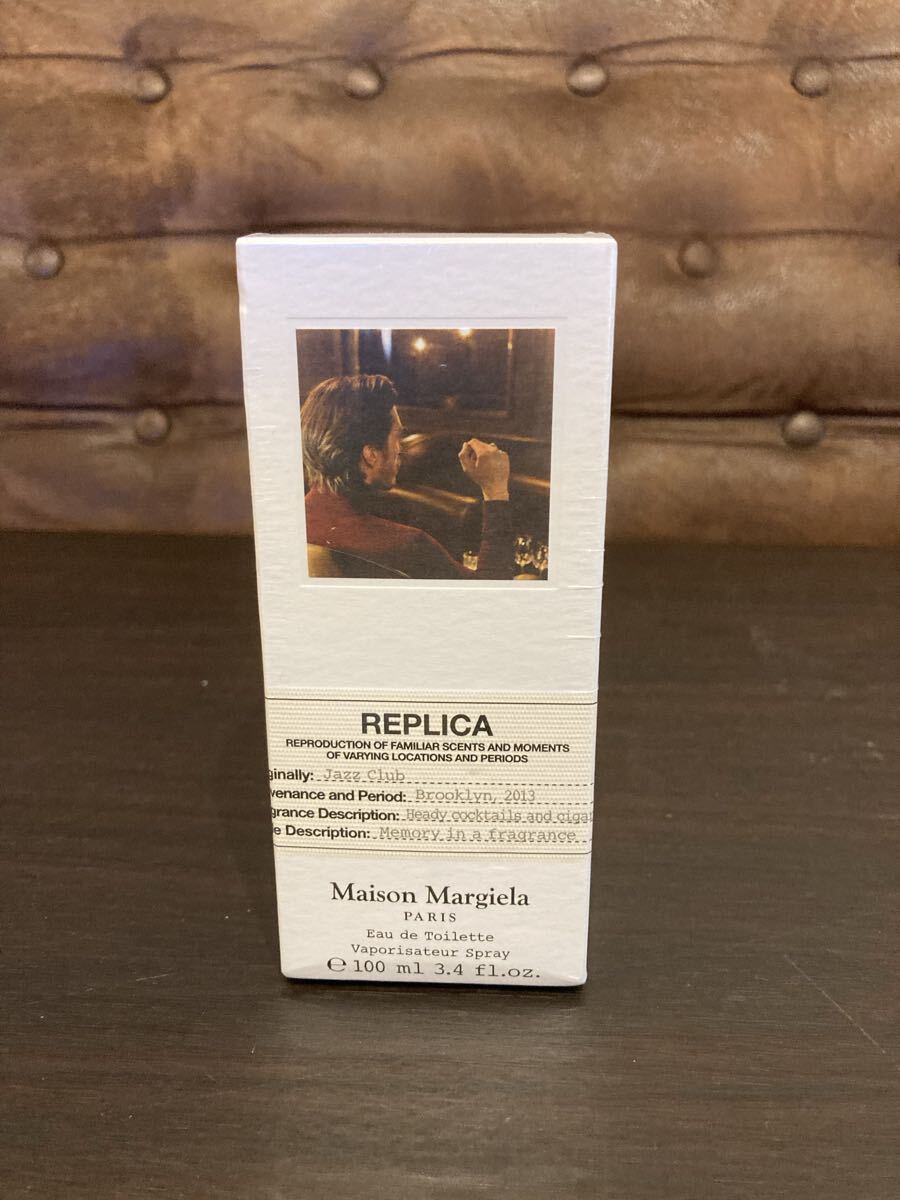 REPLICA
REPRODUCTION OF FAMILIAR SCENTS AND MOMENTS
OF VARYING LOCATIONS AND PERIODS
ginally: Jazz Club
venance and Period: Brooklyn, 2013
grance Description: Heady cocktails and cigar
e Description: Memory in a fragrance
Maison Margiela
PARIS
Eau de Toilette
Vaporisateur Spray
℮ 100 ml 3.4 fl.oz.